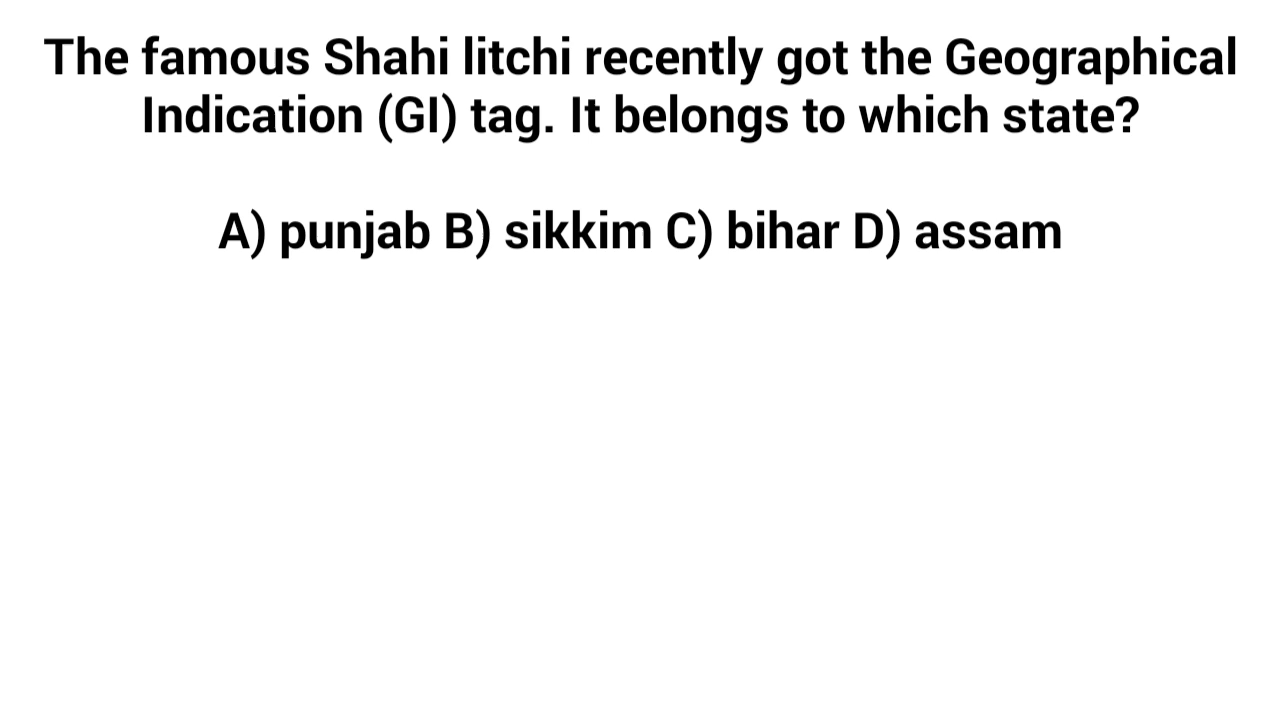 The famous Shahi litchi recently got the Geographical
Indication (GI) tag. It belongs to which state?
A) punjab B) sikkim C) bihar D) assam